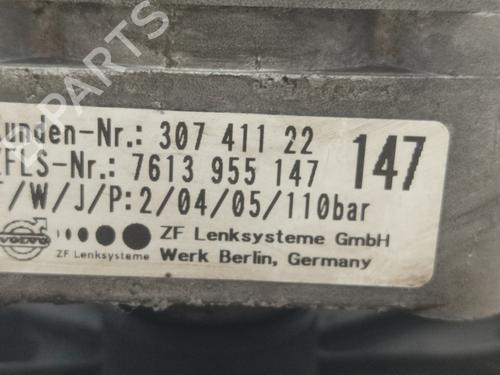 unden-Nr.: 307 411 22
ZFLS-Nr.: 7613 955 147
147
T/W/J/P: 2/04/05/110bar
VOLVO
ZF Lenksysteme
ZF Lenksysteme GmbH
Werk Berlin, Germany
B-PARTS